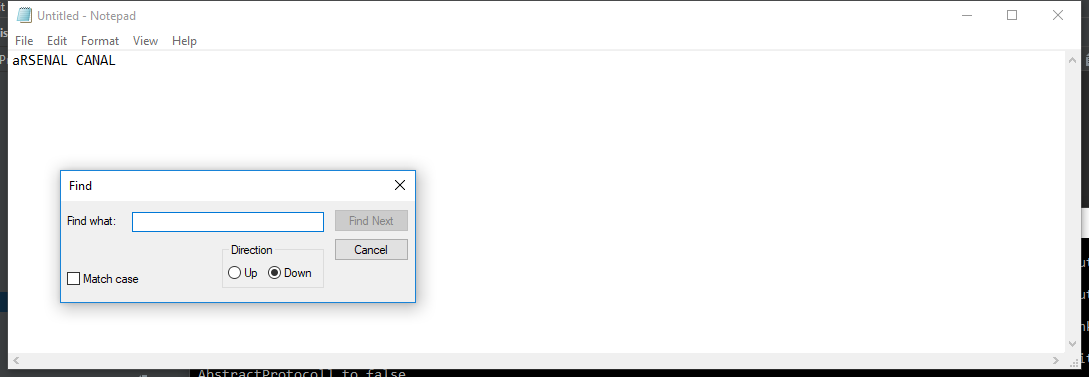 Untitled - Notepad
File Edit Format View Help
aRSENAL CANAL
Find
Find what:
Find Next
Cancel
Direction
Up Down
Match case
AbstractProtocol] to false